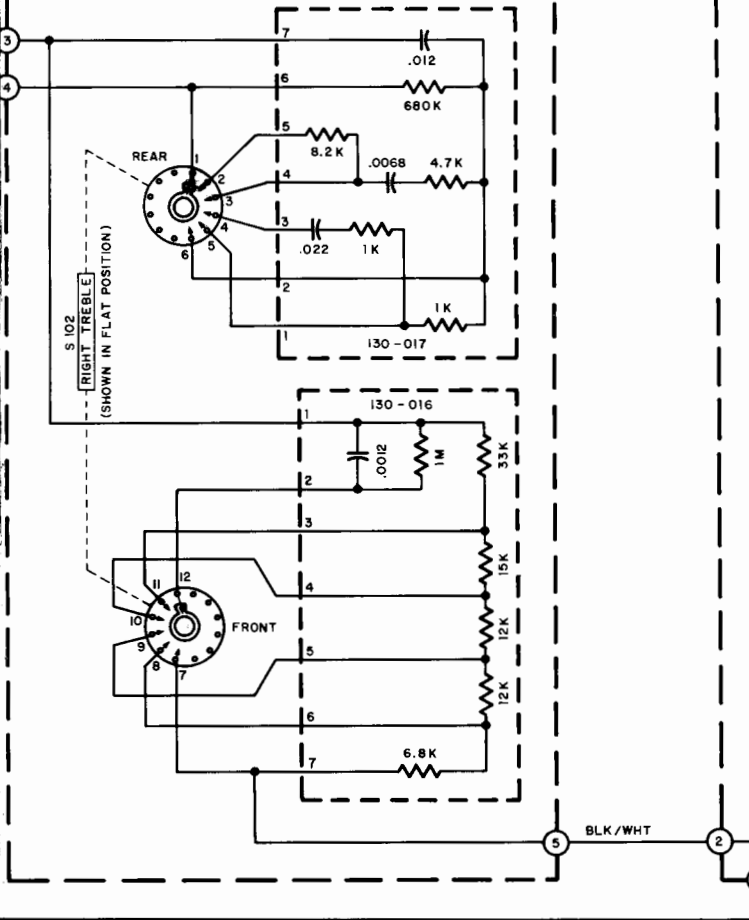 3
7
.012
4
6
680K
5
8.2K
REAR
1
2
3
4
5
6
4
.0068
4.7K
3
.022
1K
2
1K
1
130-017
S 102
RIGHT TREBLE
(SHOWN IN FLAT POSITION)
130-016
1
.0012
1M
33K
2
3
15K
4
12K
5
12K
6
7
6.8K
11
12
10
9
8
7
FRONT
5
BLK/WHT
2